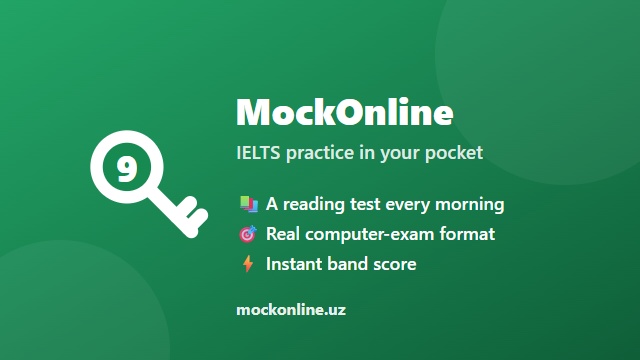 9
MockOnline
IELTS practice in your pocket
📚 A reading test every morning
🎯 Real computer-exam format
⚡ Instant band score
mockonline.uz